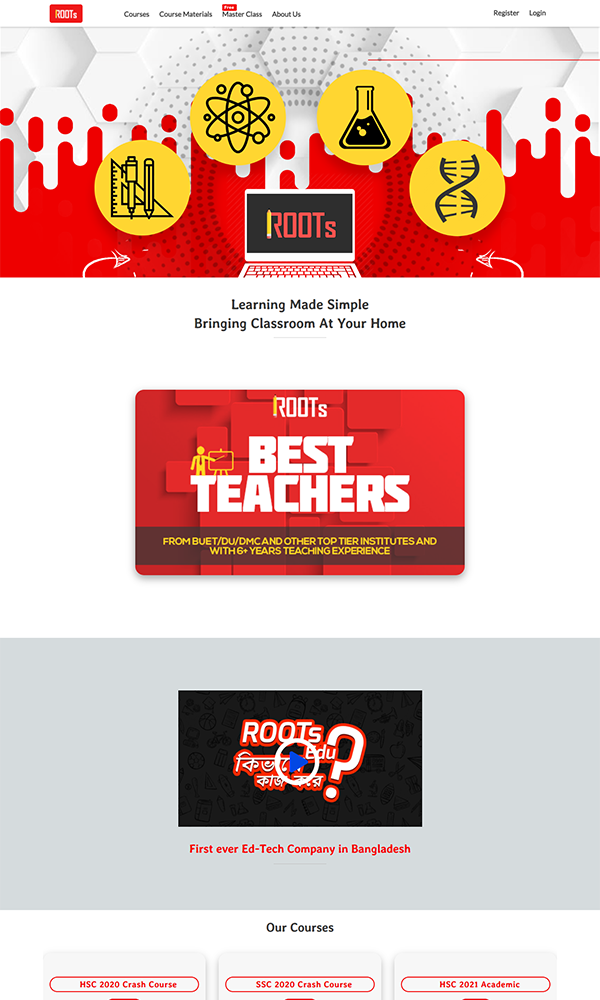 ROOTs
Courses
Course Materials
Free
Master Class
About Us
Register
Login
ROOTs
Learning Made Simple
Bringing Classroom At Your Home
ROOTs
BEST
TEACHERS
FROM BUET/DU/DMC AND OTHER TOP TIER INSTITUTES AND
WITH 6+ YEARS TEACHING EXPERIENCE
ROOTs
Edu
কিভাবে
কাজ করে
?
First ever Ed-Tech Company in Bangladesh
Our Courses
HSC 2020 Crash Course
SSC 2020 Crash Course
HSC 2021 Academic